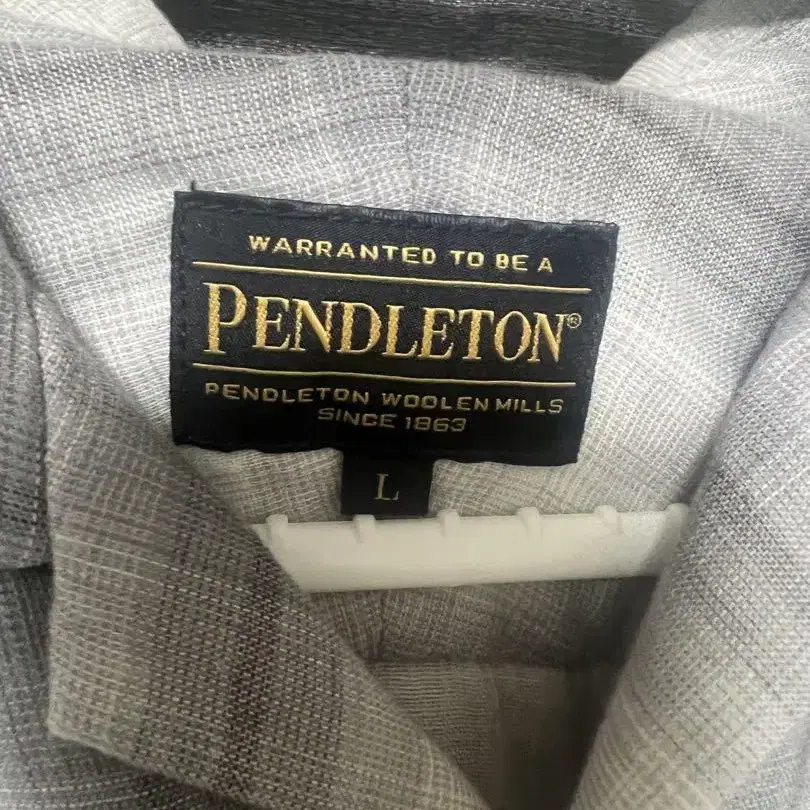 WARRANTED TO BE A
PENDLETON®
PENDLETON WOOLEN MILLS
SINCE 1863
L